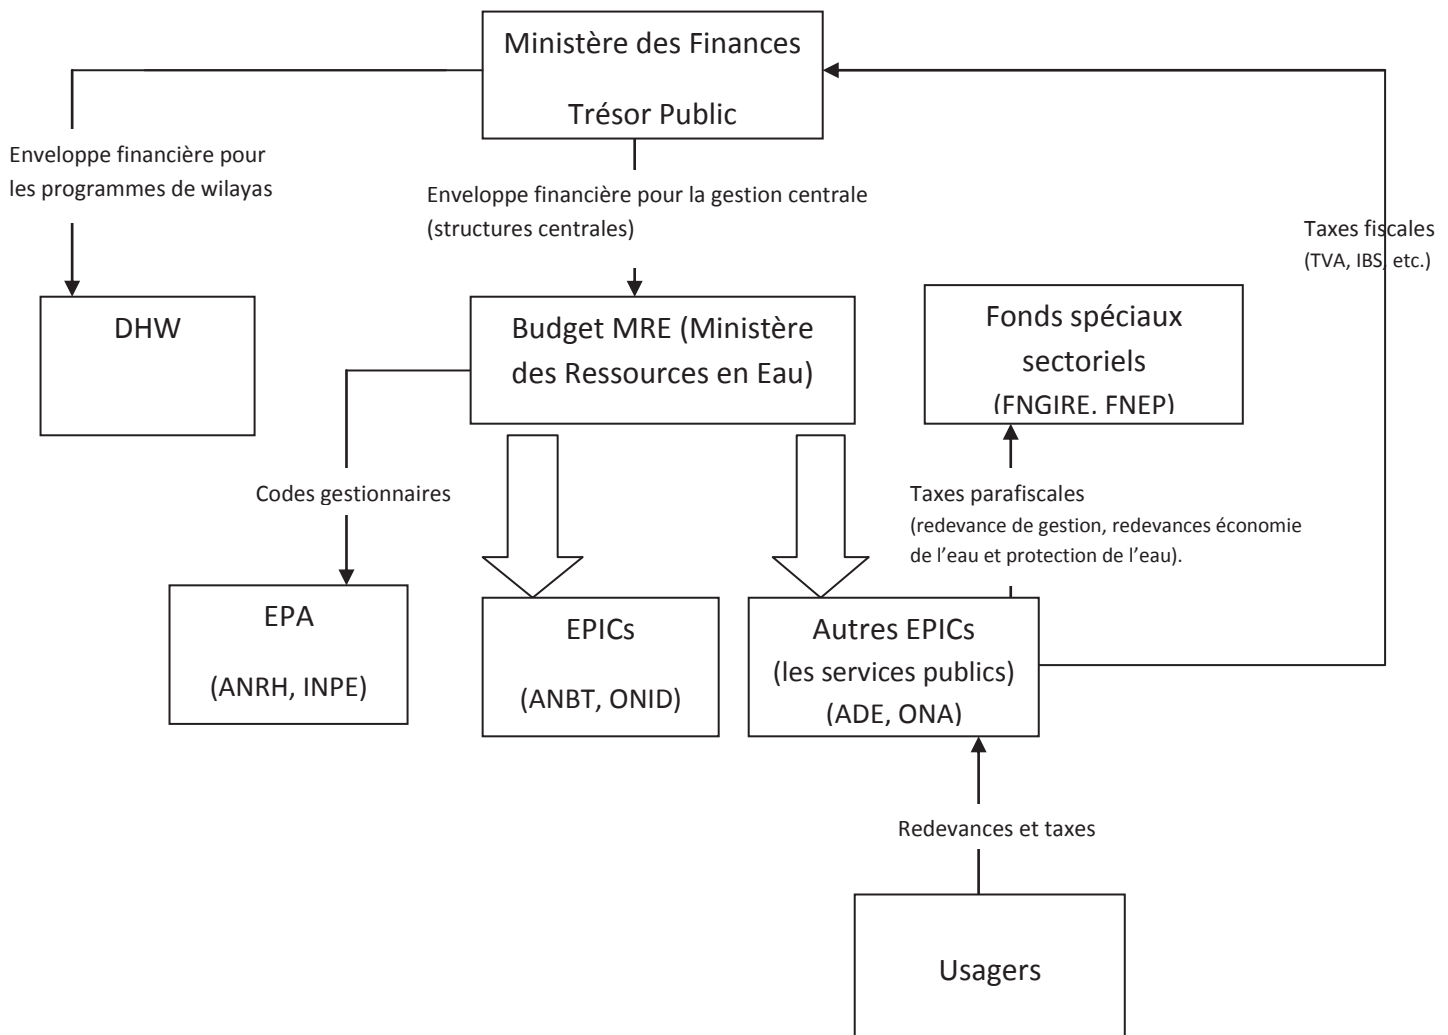 Ministère des Finances
Trésor Public
Enveloppe financière pour
les programmes de wilayas
Enveloppe financière pour la gestion centrale
(structures centrales)
Taxes fiscales
(TVA, IBS, etc.)
DHW
Budget MRE (Ministère
des Ressources en Eau)
Fonds spéciaux
sectoriels
(FNGIRE. FNEP)
Codes gestionnaires
Taxes parafiscales
(redevance de gestion, redevances économie
de l’eau et protection de l’eau).
EPA
(ANRH, INPE)
EPICs
(ANBT, ONID)
Autres EPICs
(les services publics)
(ADE, ONA)
Redevances et taxes
Usagers